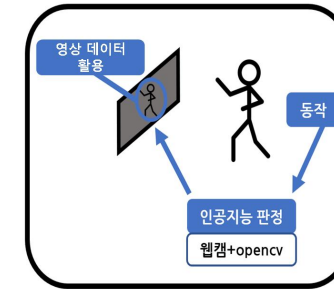 영상 데이터
활용
동작
인공지능 판정
웹캠+opencv